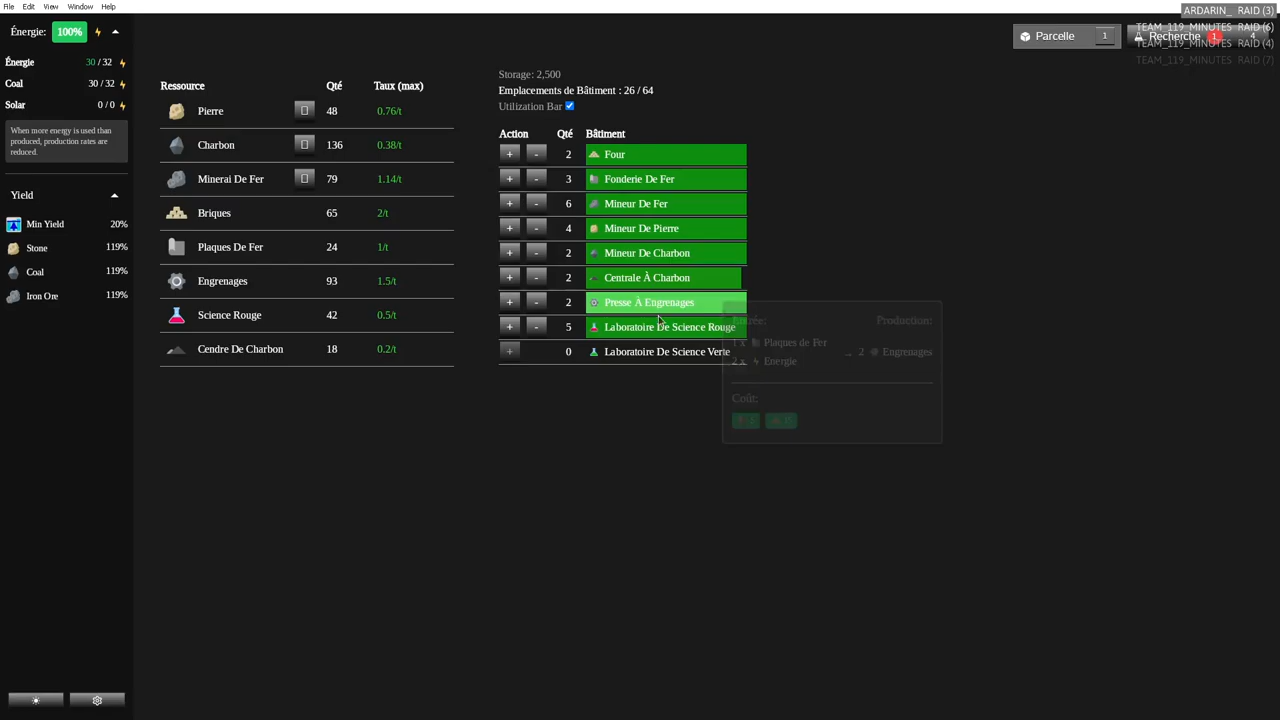 File Edit View Window Help
Énergie: 100%
Énergie 30 / 32
Coal 30 / 32
Solar 0 / 0
When more energy is used than
produced, production rates are
reduced.
Yield
Min Yield 20%
Stone 119%
Coal 119%
Iron Ore 119%
Ressource Qté Taux (max)
Pierre 48 0.76/t
Charbon 136 0.38/t
Minerai De Fer 79 1.14/t
Briques 65 2/t
Plaques De Fer 24 1/t
Engrenages 93 1.5/t
Science Rouge 42 0.5/t
Cendre De Charbon 18 0.2/t
Storage: 2,500
Emplacements de Bâtiment : 26 / 64
Utilization Bar
Action Qté Bâtiment
+ - 2 Four
+ - 3 Fonderie De Fer
+ - 6 Mineur De Fer
+ - 4 Mineur De Pierre
+ - 2 Mineur De Charbon
+ - 2 Centrale À Charbon
+ - 2 Presse À Engrenages
+ - 5 Laboratoire De Science Rouge
+ 0 Laboratoire De Science Verte
Production:
1 x Plaques de Fer
2 x Énergie
→ 2 Engrenages
Coût:
Parcelle 1
Recherche 1
ARDARIN_ RAID (3)
TEAM_119_MINUTES RAID (6)
TEAM_119_MINUTES RAID (4)
TEAM_119_MINUTES RAID (7)